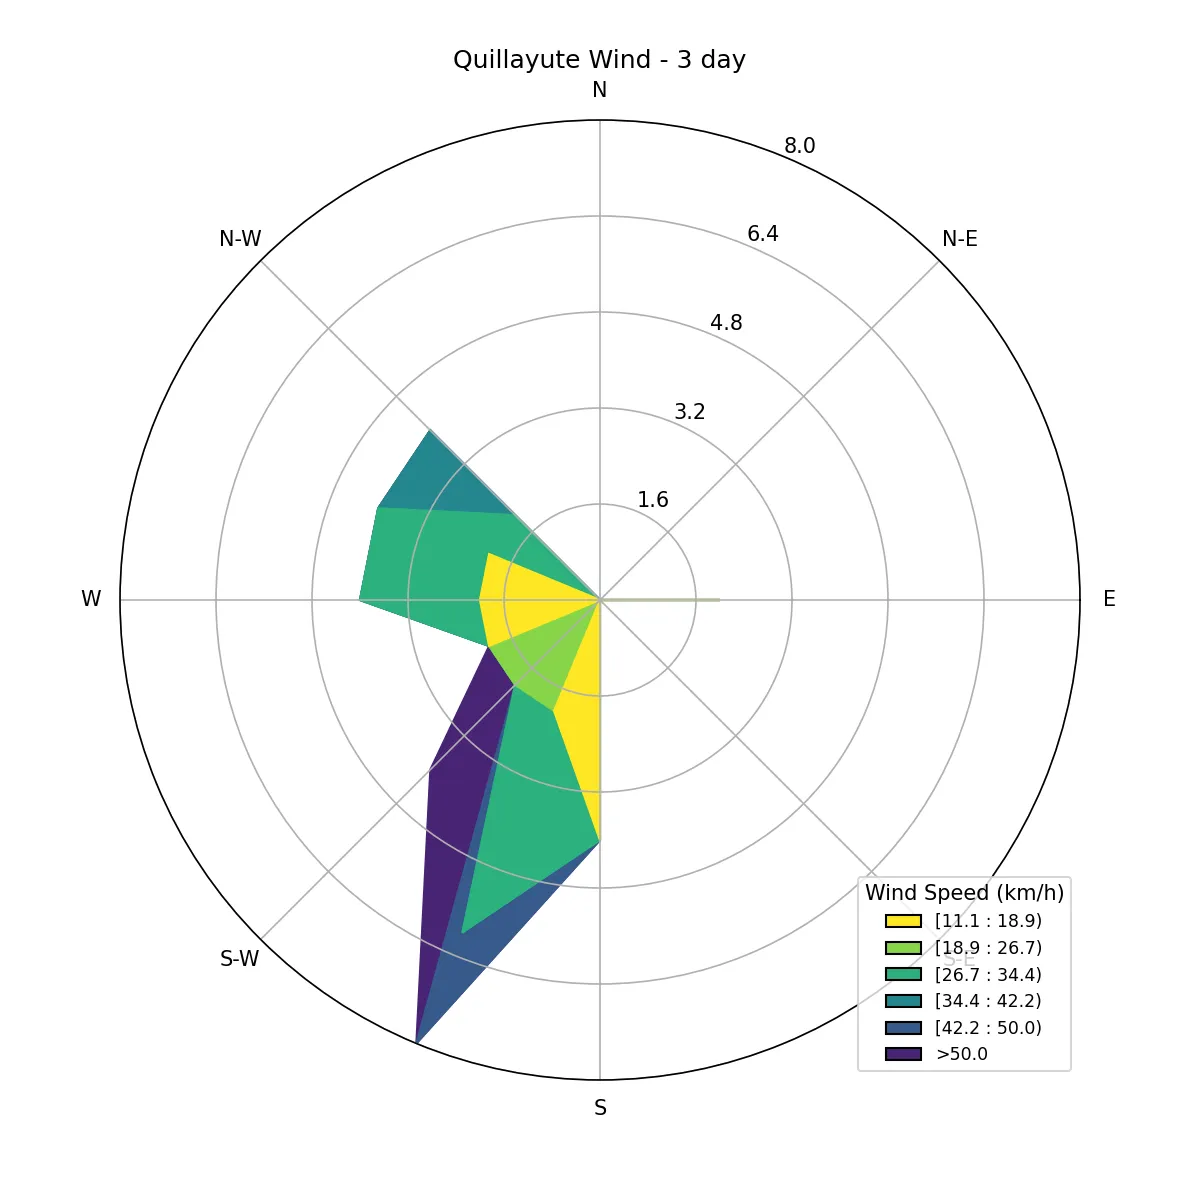 Quillayute Wind - 3 day
N
8.0
N-W
6.4
N-E
4.8
3.2
1.6
W
E
S-W
S-E
S
Wind Speed (km/h)
[11.1 : 18.9)
[18.9 : 26.7)
[26.7 : 34.4)
[34.4 : 42.2)
[42.2 : 50.0)
>50.0